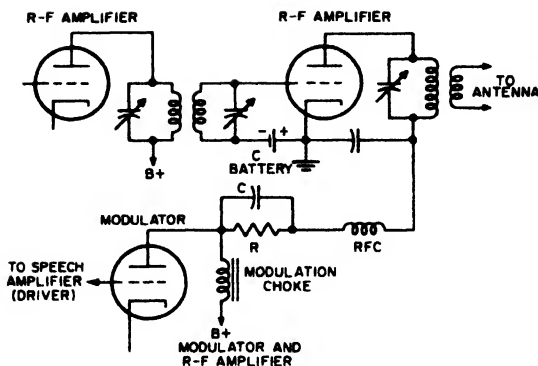 R-F AMPLIFIER
R-F AMPLIFIER
TO
ANTENNA
B+
- +
C
BATTERY
C
MODULATOR
R
RFC
TO SPEECH
AMPLIFIER
(DRIVER)
MODULATION
CHOKE
B+
MODULATOR AND
R-F AMPLIFIER